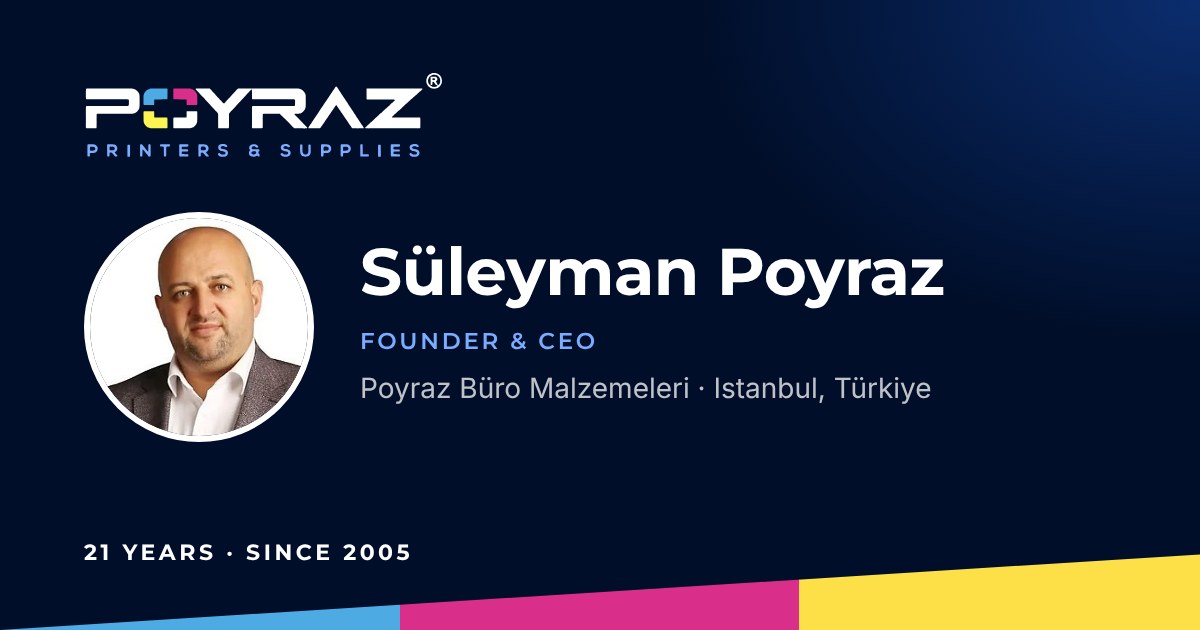 POYRAZ®
PRINTERS & SUPPLIES
Süleyman Poyraz
FOUNDER & CEO
Poyraz Büro Malzemeleri · Istanbul, Türkiye
21 YEARS · SINCE 2005